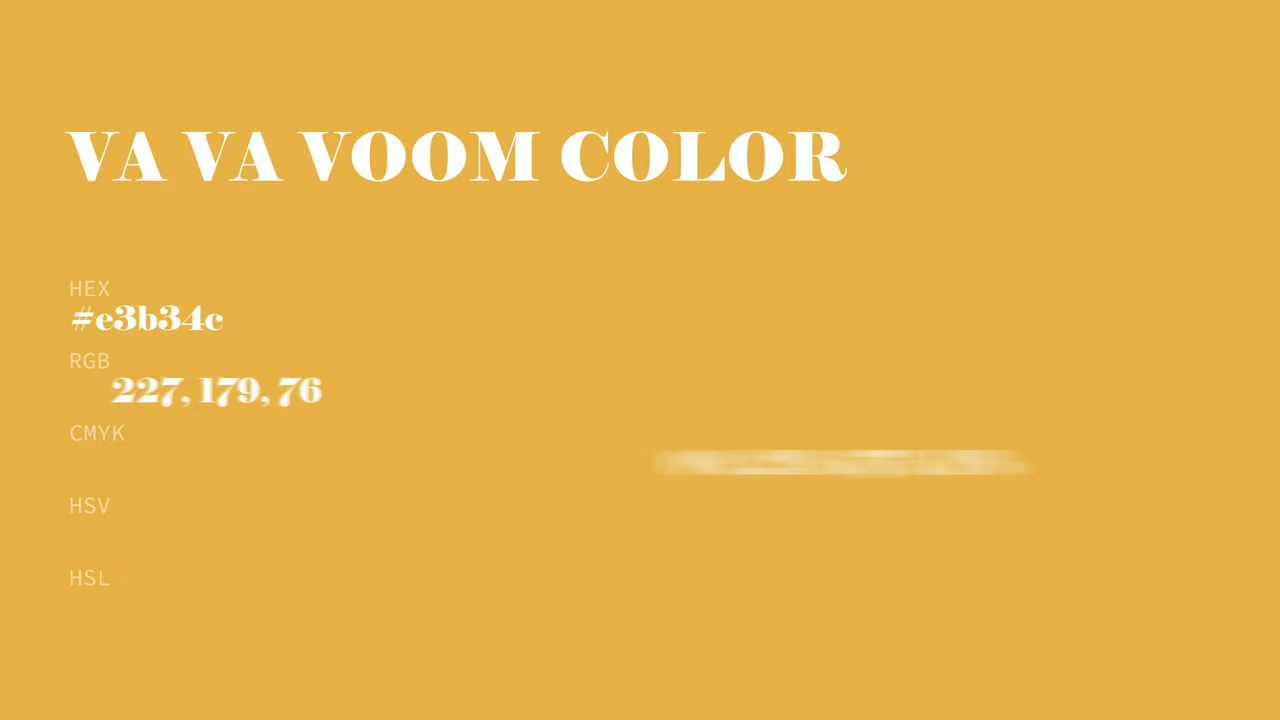 VA VA VOOM COLOR
HEX
#e3b34c
RGB
227, 179, 76
CMYK
HSV
HSL